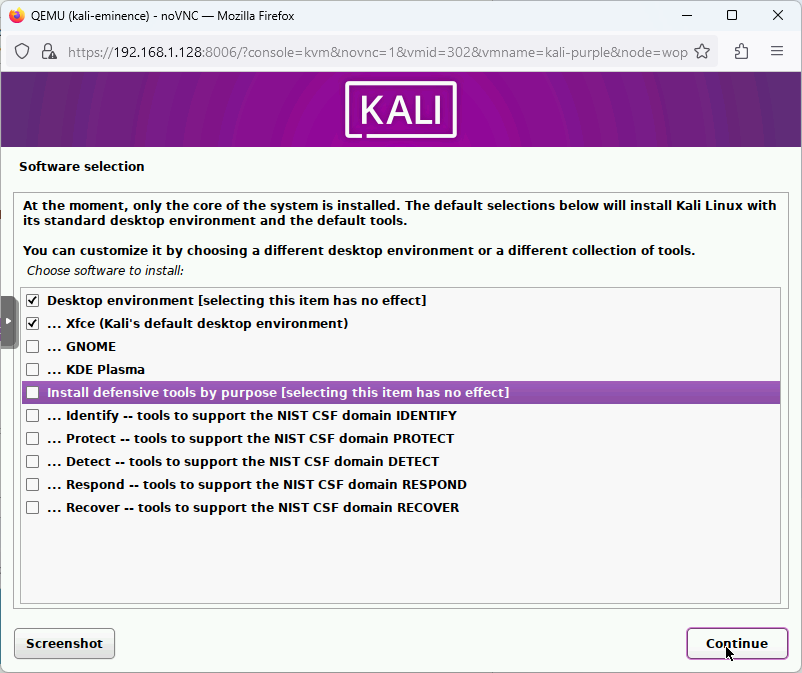 QEMU (kali-eminence) - noVNC — Mozilla Firefox
https://192.168.1.128:8006/?console=kvm&novnc=1&vmid=302&vmname=kali-purple&node=wop
KALI
Software selection
At the moment, only the core of the system is installed. The default selections below will install Kali Linux with
its standard desktop environment and the default tools.
You can customize it by choosing a different desktop environment or a different collection of tools.
Choose software to install:
Desktop environment [selecting this item has no effect]
... Xfce (Kali's default desktop environment)
... GNOME
... KDE Plasma
Install defensive tools by purpose [selecting this item has no effect]
... Identify -- tools to support the NIST CSF domain IDENTIFY
... Protect -- tools to support the NIST CSF domain PROTECT
... Detect -- tools to support the NIST CSF domain DETECT
... Respond -- tools to support the NIST CSF domain RESPOND
... Recover -- tools to support the NIST CSF domain RECOVER
Screenshot
Continue